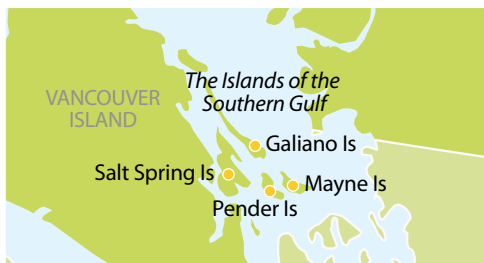 The Islands of the
Southern Gulf
VANCOUVER
ISLAND
Galiano Is
Salt Spring Is
Mayne Is
Pender Is